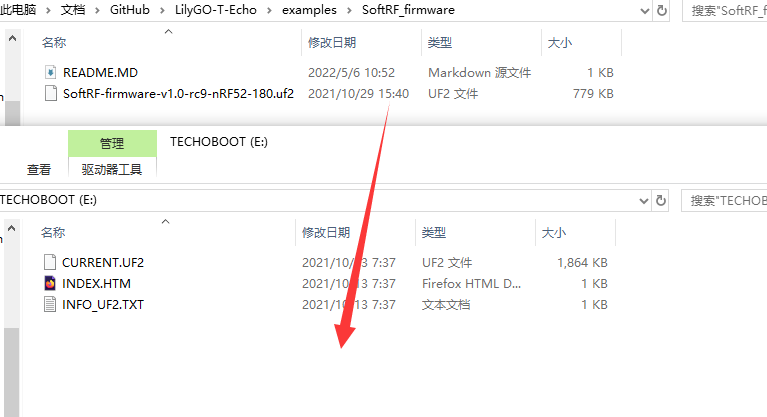 此电脑 > 文档 > GitHub > LilyGO-T-Echo > examples > SoftRF_firmware 搜索"SoftRF_f
名称 修改日期 类型 大小
README.MD 2022/5/6 10:52 Markdown 源文件 1 KB
SoftRF-firmware-v1.0-rc9-nRF52-180.uf2 2021/10/29 15:40 UF2 文件 779 KB
管理 TECHOBOOT (E:)
查看 驱动器工具
TECHOBOOT (E:) 搜索"TECHOB
名称 修改日期 类型 大小
CURRENT.UF2 2021/10/ 3 7:37 UF2 文件 1,864 KB
INDEX.HTM 2021/10/ 3 7:37 Firefox HTML D... 1 KB
INFO_UF2.TXT 2021/10/13 7:37 文本文档 1 KB